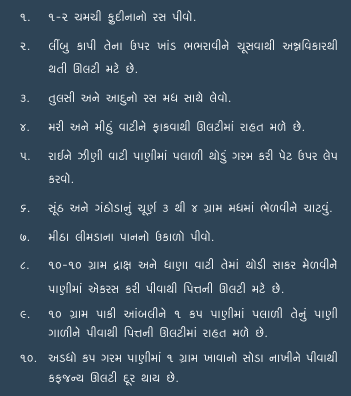 ૧. ૧-૨ ચમચી ફુદીનાનો રસ પીવો.
૨. લીંબુ કાપી તેના ઉપર ખાંડ ભભરાવીને ચૂસવાથી અન્નવિકારથી
થતી ઊલટી મટે છે.
૩. તુલસી અને આદુનો રસ મધ સાથે લેવો.
૪. મરી અને મીઠું વાટીને ફાકવાથી ઊલટીમાં રાહત મળે છે.
૫. રાઈને ઝીણી વાટી પાણીમાં પલાળી થોડું ગરમ કરી પેટ ઉપર લેપ
કરવો.
૬. સૂંઠ અને ગંઠોડાનું ચૂર્ણ ૩ થી ૪ ગ્રામ મધમાં ભેળવીને ચાટવું.
૭. મીઠા લીમડાના પાનનો ઉકાળો પીવો.
૮. ૧૦-૧૦ ગ્રામ દ્રાક્ષ અને ધાણા વાટી તેમાં થોડી સાકર મેળવીને
પાણીમાં એકરસ કરી પીવાથી પિત્તની ઊલટી મટે છે.
૯. ૧૦ ગ્રામ પાકી આંબલીને ૧ કપ પાણીમાં પલાળી તેનું પાણી
ગાળીને પીવાથી પિત્તની ઊલટીમાં રાહત મળે છે.
૧૦. અડધો કપ ગરમ પાણીમાં ૧ ગ્રામ ખાવાનો સોડા નાખીને પીવાથી
કફજન્ય ઊલટી દૂર થાય છે.